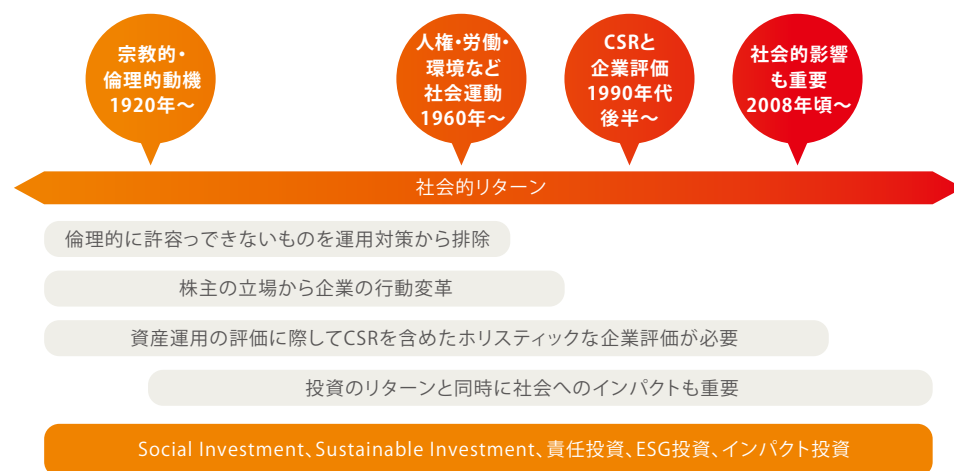 宗教的・
倫理的動機
1920年〜
人権・労働・
環境など
社会運動
1960年〜
CSRと
企業評価
1990年代
後半〜
社会的影響
も重要
2008年頃〜
社会的リターン
倫理的に許容っできないものを運用対策から排除
株主の立場から企業の行動変革
資産運用の評価に際してCSRを含めたホリスティックな企業評価が必要
投資のリターンと同時に社会へのインパクトも重要
Social Investment、Sustainable Investment、責任投資、ESG投資、インパクト投資